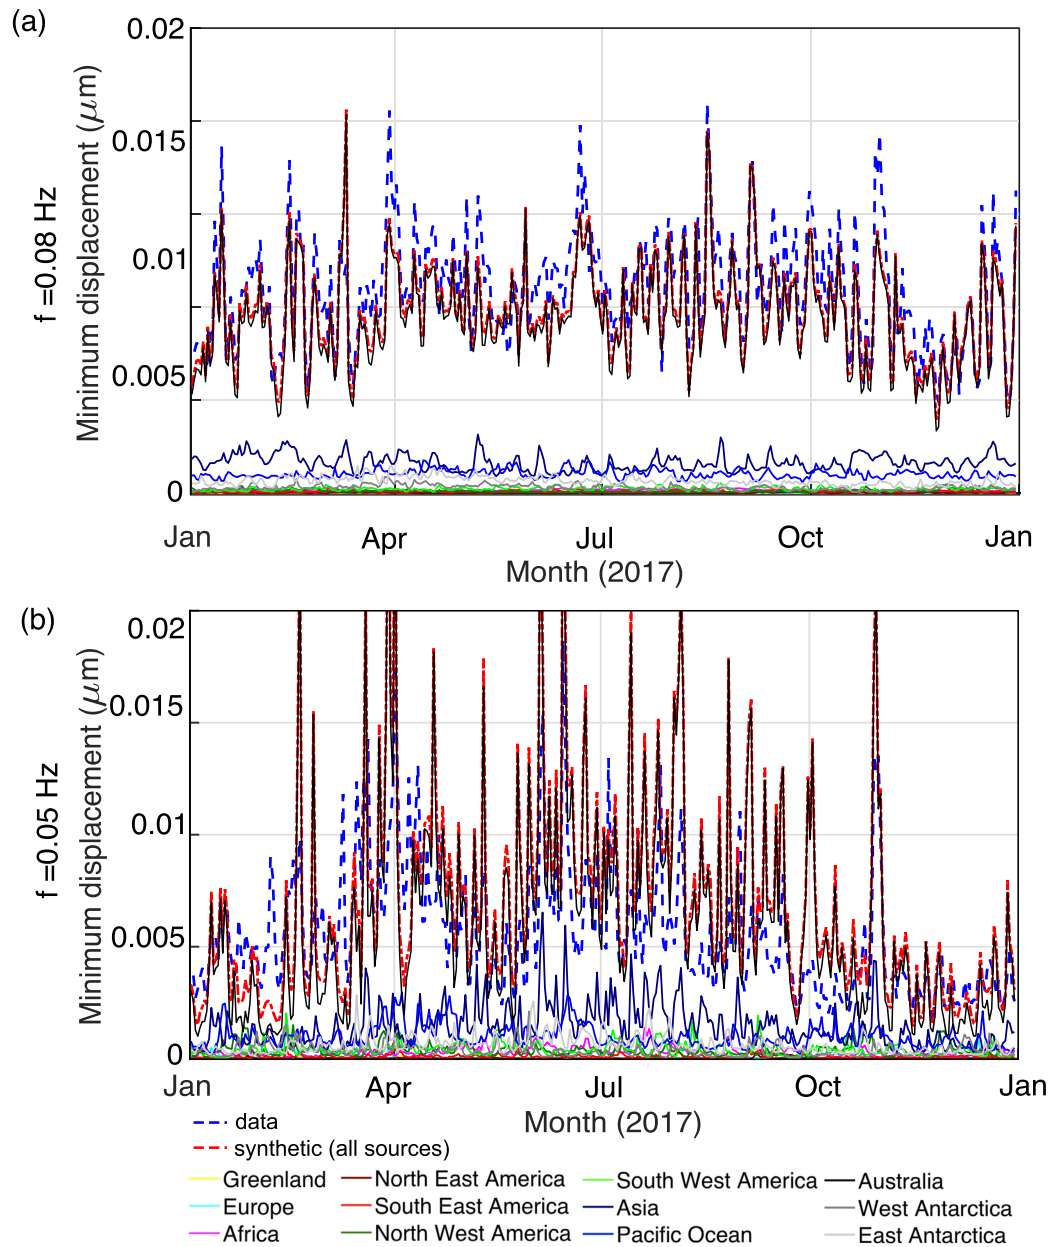 (a)
0.02
0.015
0.01
0.005
0
Minimum displacement (μm)
f =0.08 Hz
Jan Apr Jul Oct Jan
Month (2017)
(b)
0.02
0.015
0.01
0.005
0
Minimum displacement (μm)
f =0.05 Hz
Jan Apr Jul Oct Jan
Month (2017)
data
synthetic (all sources)
Greenland North East America South West America Australia
Europe South East America Asia West Antarctica
Africa North West America Pacific Ocean East Antarctica